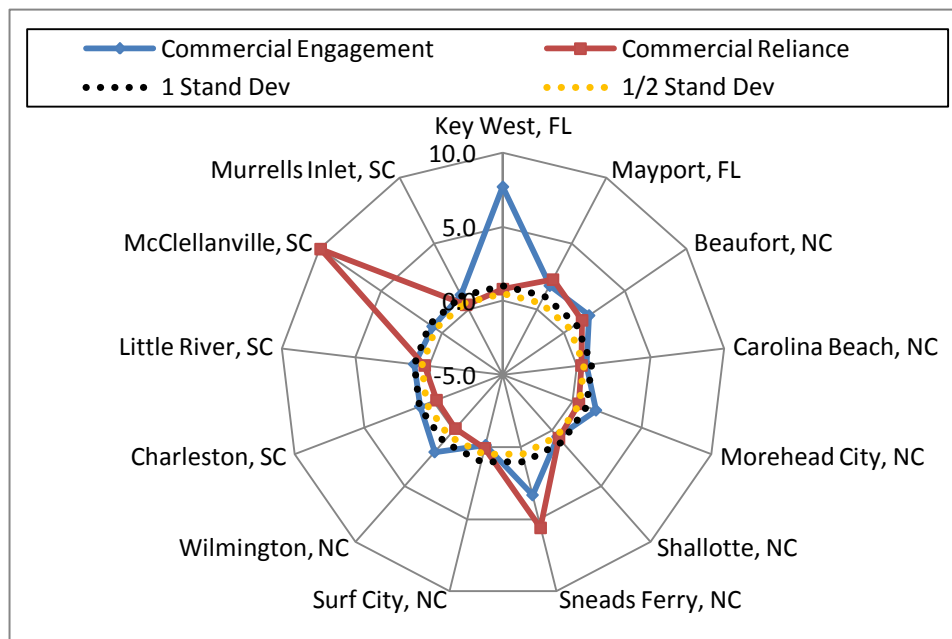 Commercial Engagement
Commercial Reliance
1 Stand Dev
1/2 Stand Dev
Key West, FL
10.0
Murrells Inlet, SC
Mayport, FL
5.0
McClellanville, SC
Beaufort, NC
0.0
Little River, SC
Carolina Beach, NC
-5.0
Charleston, SC
Morehead City, NC
Wilmington, NC
Shallotte, NC
Surf City, NC
Sneads Ferry, NC